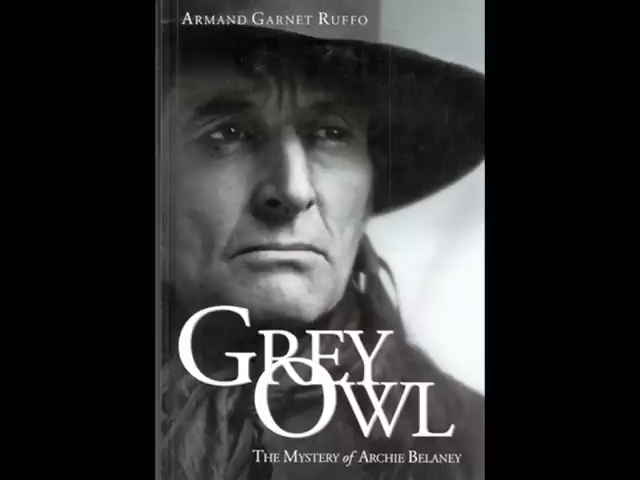 ARMAND GARNET RUFFO
GREY
OWL
THE MYSTERY of ARCHIE BELANEY